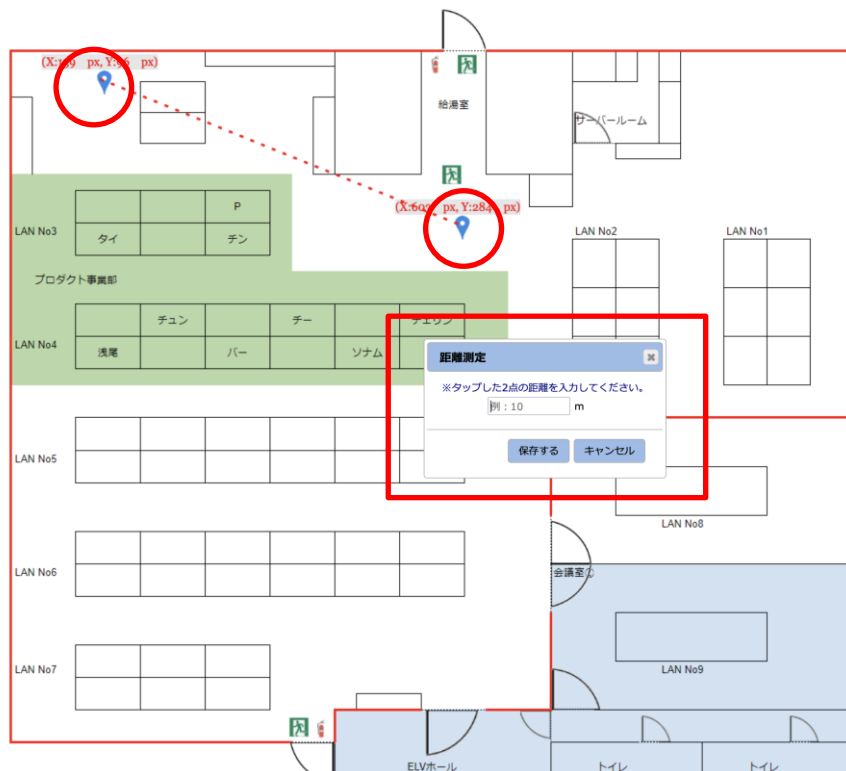 px, Y:96 px)
給湯室
サーバールーム
px, Y:284 px)
P
LAN No3
タイ
チン
LAN No2
LAN No1
プロダクト事業部
チュン
チー
チェリン
LAN No4
浅尾
バー
ソナム
距離測定
※タップした2点の距離を入力してください。
例：10
m
保存する
キャンセル
LAN No5
LAN No8
LAN No6
会議室①
LAN No7
LAN No9
ELVホール
トイレ
トイレ